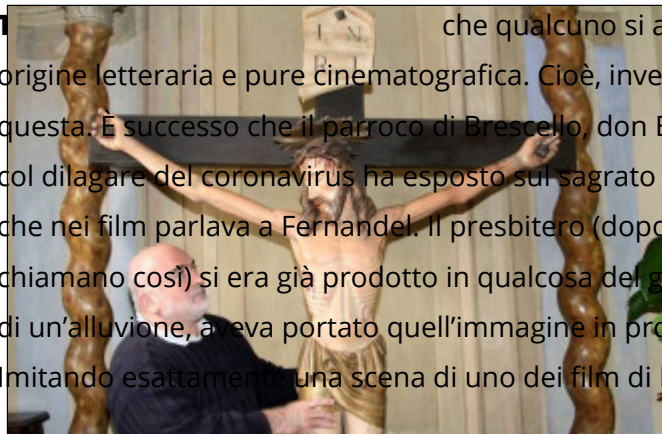 I N
R I
che qualcuno si a
origine letteraria e pure cinematografica. Cioè, inve
questa. È successo che il parroco di Brescello, don
col dilagare del coronavirus ha esposto sul sagrato
che nei film parlava a Fernandel. Il presbitero (dopo
chiamano così) si era già prodotto in qualcosa del g
di un’alluvione, aveva portato quell’immagine in pro
Imitando esattamente una scena di uno dei film di